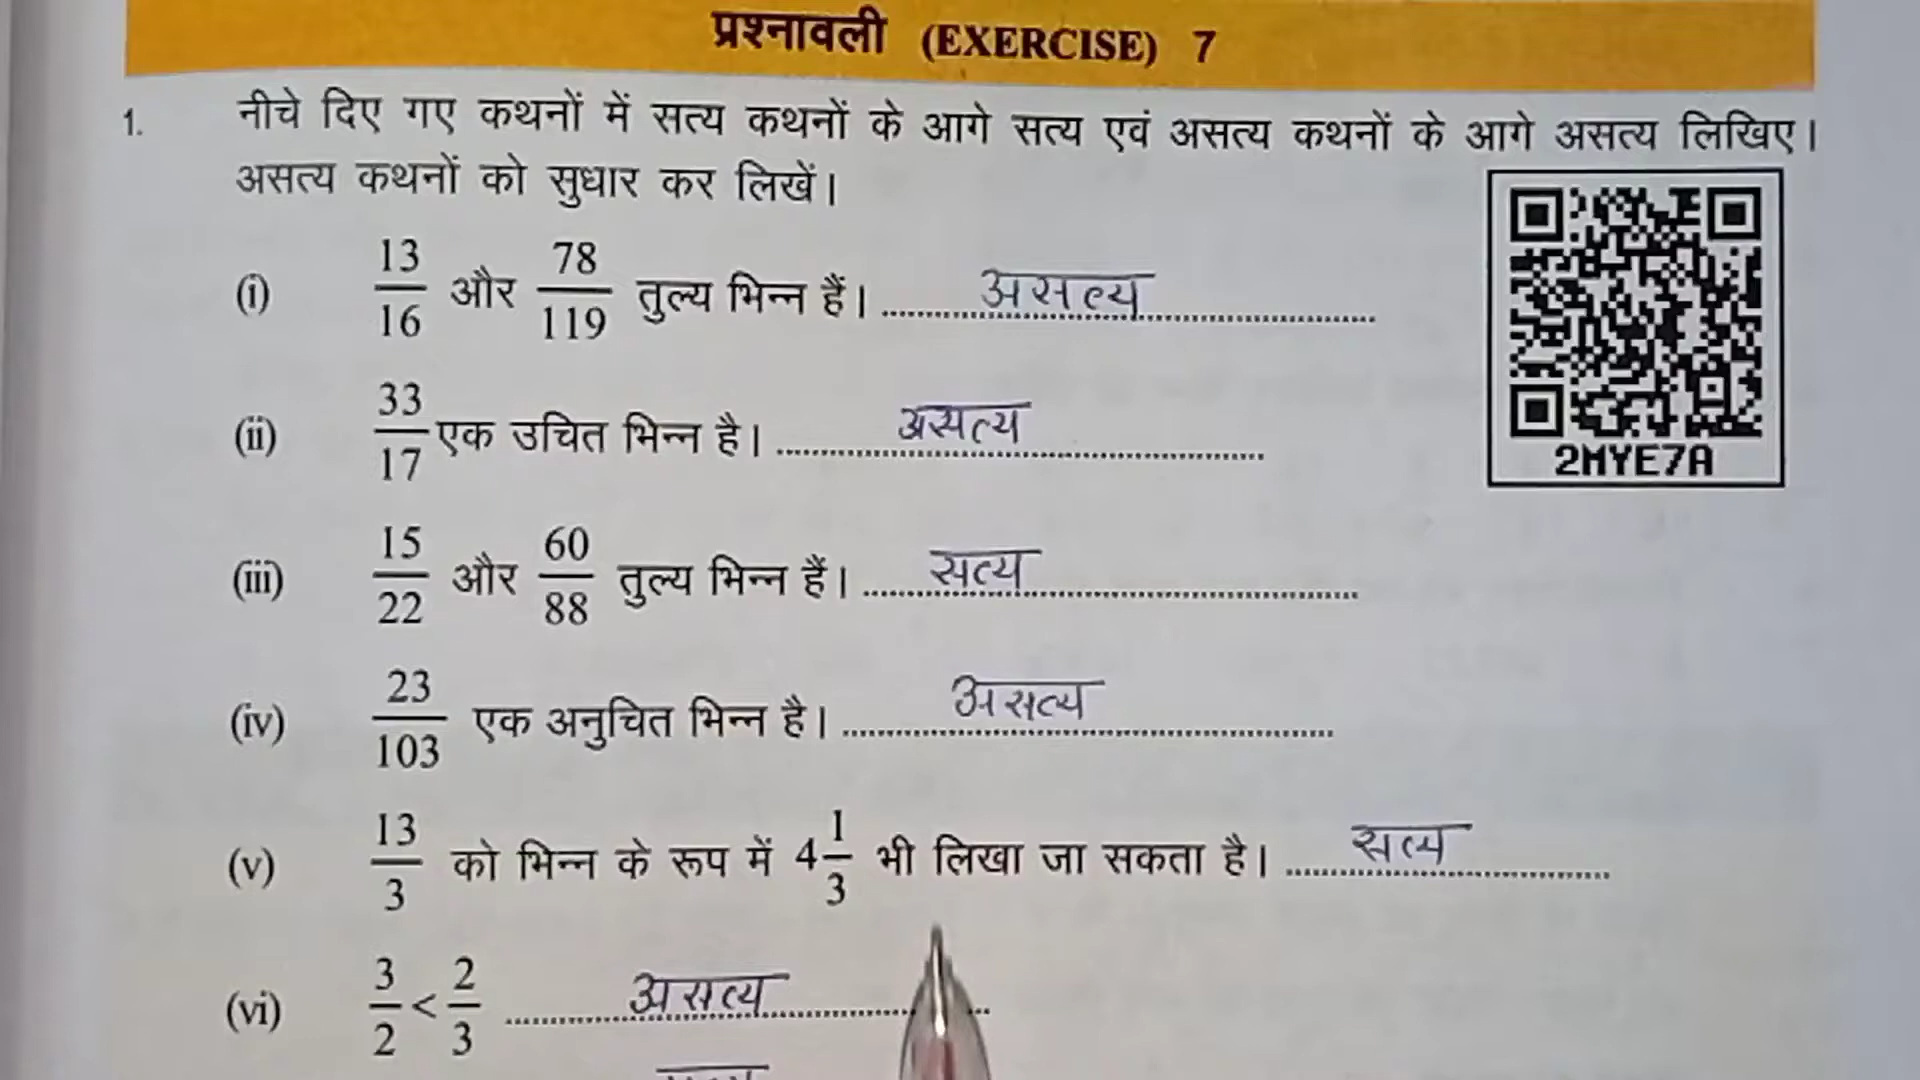 प्रश्नावली (EXERCISE) 7
1. नीचे दिए गए कथनों में सत्य कथनों के आगे सत्य एवं असत्य कथनों के आगे असत्य लिखिए।
असत्य कथनों को सुधार कर लिखें।
(i) 13/16 और 78/119 तुल्य भिन्न हैं। असत्य
(ii) 33/17 एक उचित भिन्न है। असत्य
2MYE7A
(iii) 15/22 और 60/88 तुल्य भिन्न हैं। सत्य
(iv) 23/103 एक अनुचित भिन्न है। असत्य
(v) 13/3 को भिन्न के रूप में 4 1/3 भी लिखा जा सकता है। सत्य
(vi) 3/2 < 2/3 असत्य